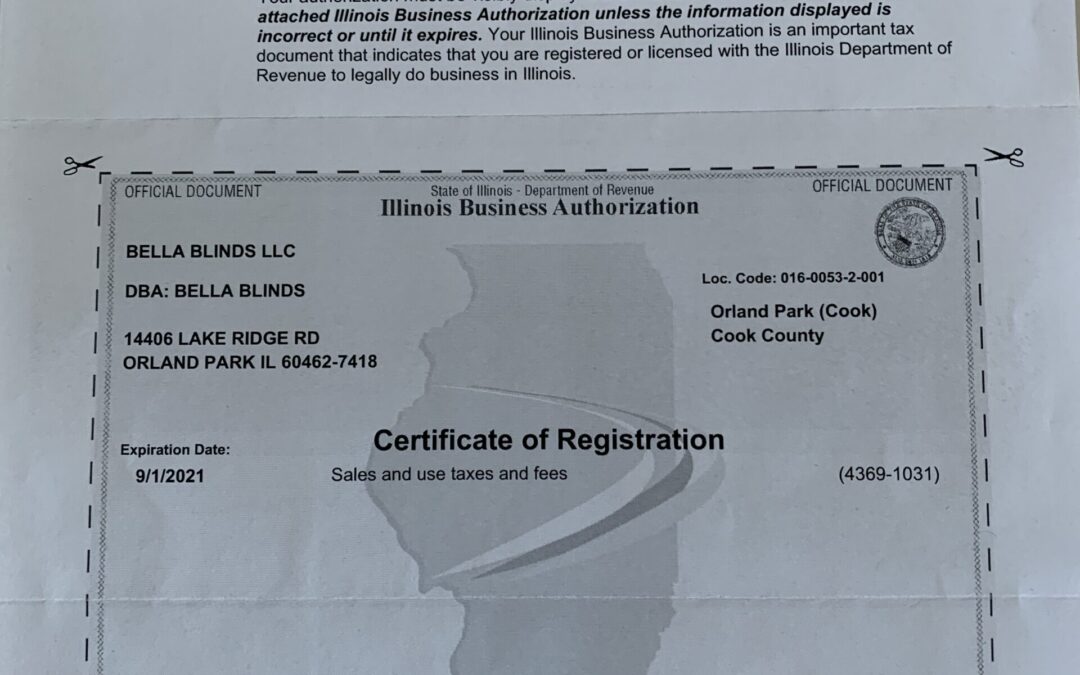 attached Illinois Business Authorization unless the information displayed is
incorrect or until it expires. Your Illinois Business Authorization is an important tax
document that indicates that you are registered or licensed with the Illinois Department of
Revenue to legally do business in Illinois.
OFFICIAL DOCUMENT
State of Illinois - Department of Revenue
OFFICIAL DOCUMENT
Illinois Business Authorization
BELLA BLINDS LLC
Loc. Code: 016-0053-2-001
DBA: BELLA BLINDS
Orland Park (Cook)
Cook County
14406 LAKE RIDGE RD
ORLAND PARK IL 60462-7418
Certificate of Registration
Expiration Date:
9/1/2021
Sales and use taxes and fees
(4369-1031)